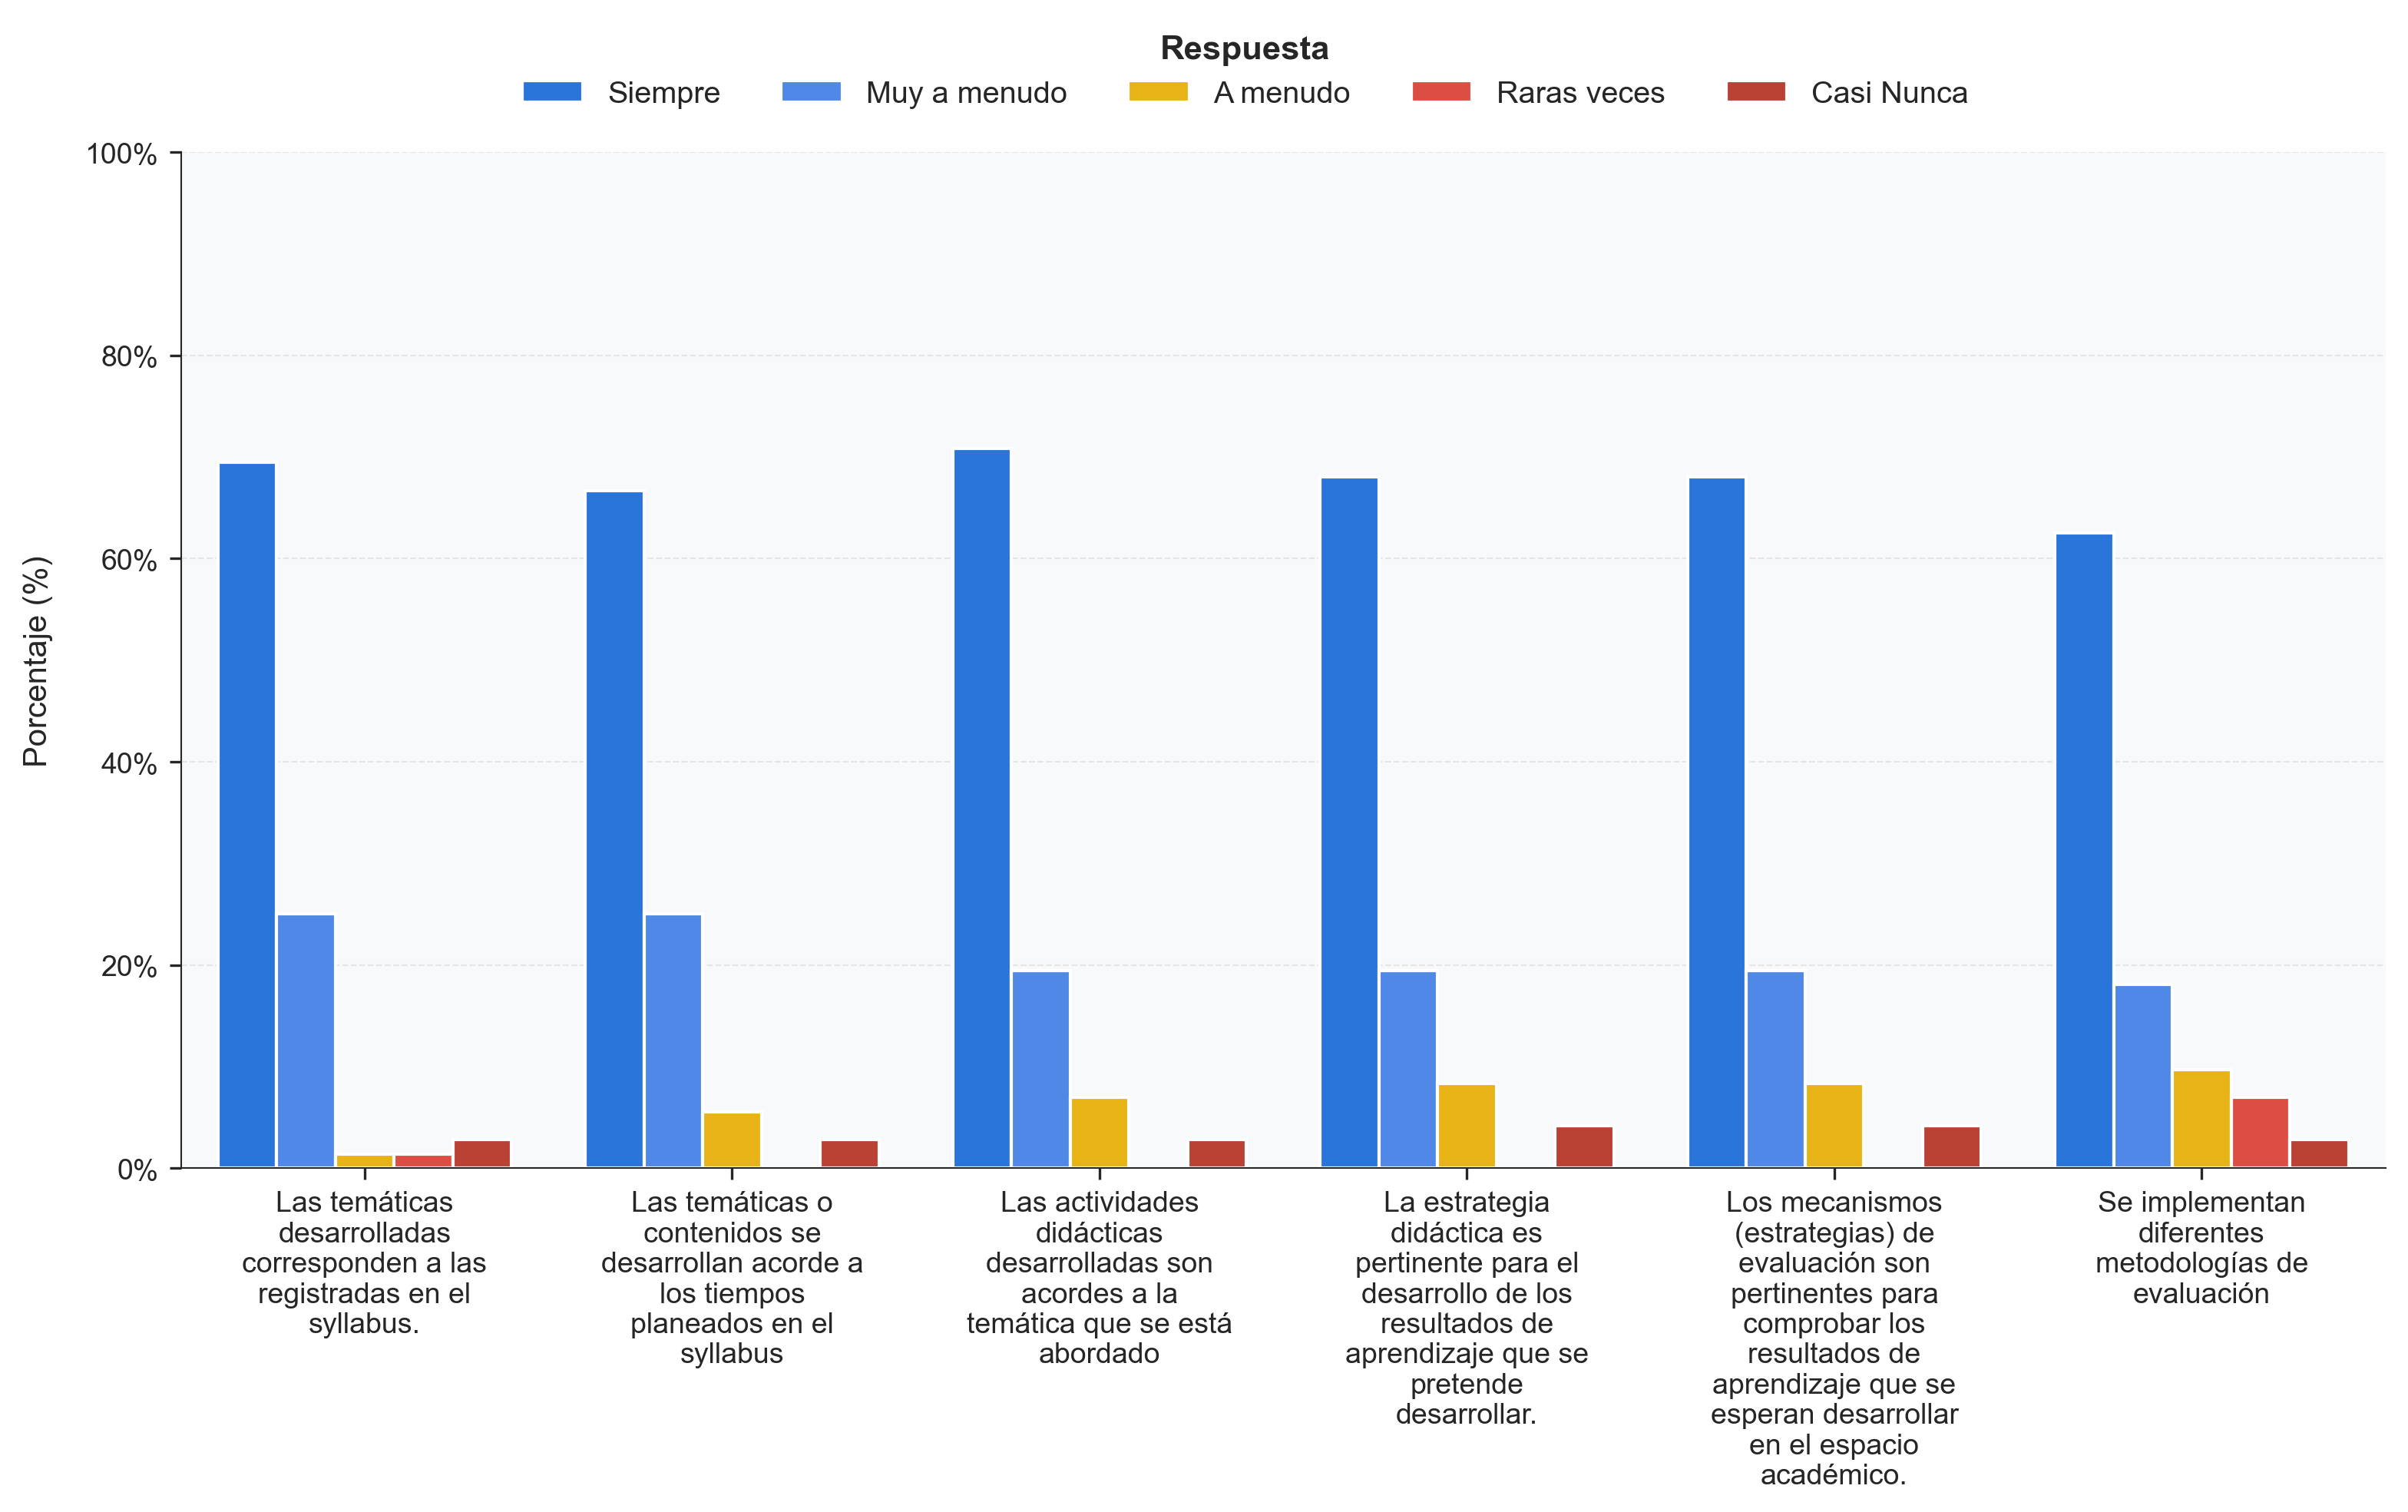 Respuesta
Siempre Muy a menudo A menudo Raras veces Casi Nunca
100%
80%
60%
40%
20%
0%
Porcentaje (%)
Las temáticas
desarrolladas
corresponden a las
registradas en el
syllabus.
Las temáticas o
contenidos se
desarrollan acorde a
los tiempos
planeados en el
syllabus
Las actividades
didácticas
desarrolladas son
acordes a la
temática que se está
abordado
La estrategia
didáctica es
pertinente para el
desarrollo de los
resultados de
aprendizaje que se
pretende
desarrollar.
Los mecanismos
(estrategias) de
evaluación son
pertinentes para
comprobar los
resultados de
aprendizaje que se
esperan desarrollar
en el espacio
académico.
Se implementan
diferentes
metodologías de
evaluación